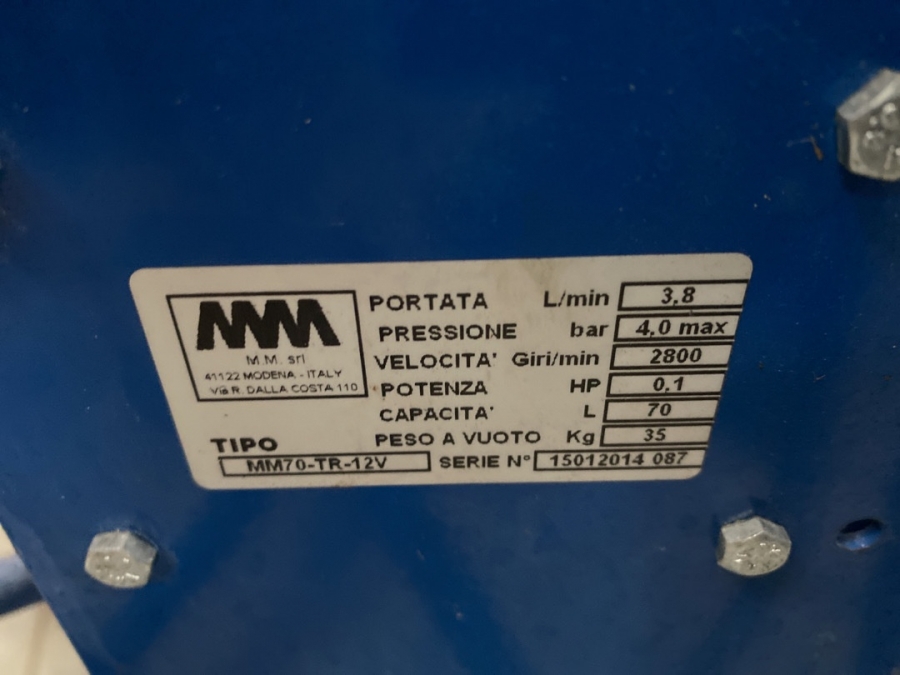 MM
M.M. srl
41122 MODENA - ITALY
Via R. DALLA COSTA 110
PORTATA L/min 3,8
PRESSIONE bar 4,0 max
VELOCITA' Giri/min 2800
POTENZA HP 0,1
CAPACITA' L 70
PESO A VUOTO Kg 35
TIPO
MM70-TR-12V SERIE N° 15012014 087